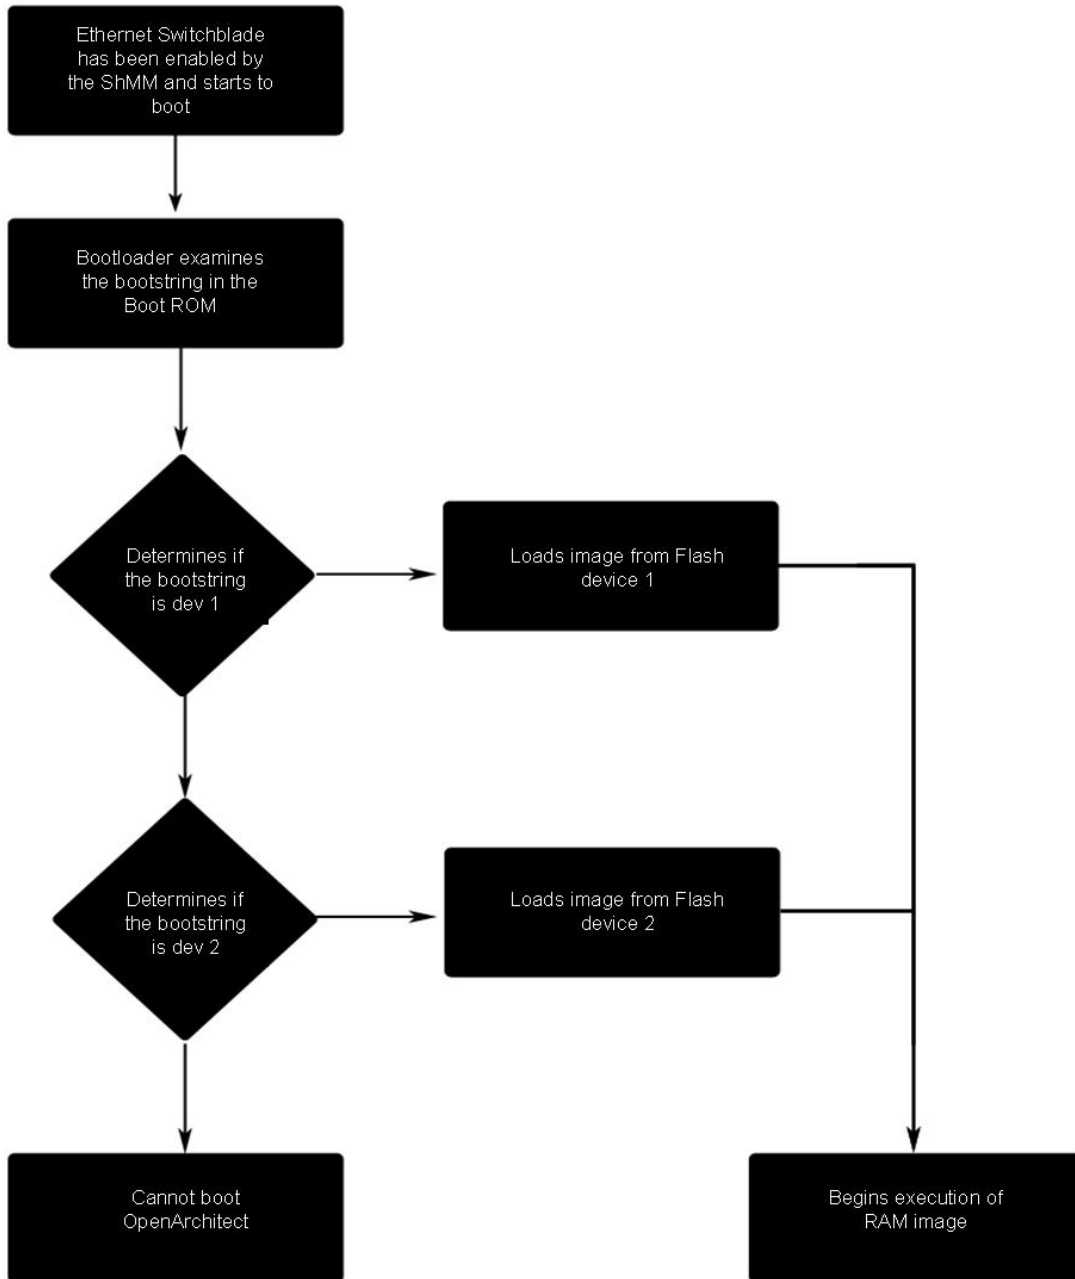 Ethernet Switchblade
has been enabled by
the ShMM and starts to
boot
Bootloader examines
the bootstring in the
Boot ROM
Determines if
the bootstring
is dev 1
Loads image from Flash
device 1
Determines if
the bootstring
is dev 2
Loads image from Flash
device 2
Cannot boot
OpenArchitect
Begins execution of
RAM image